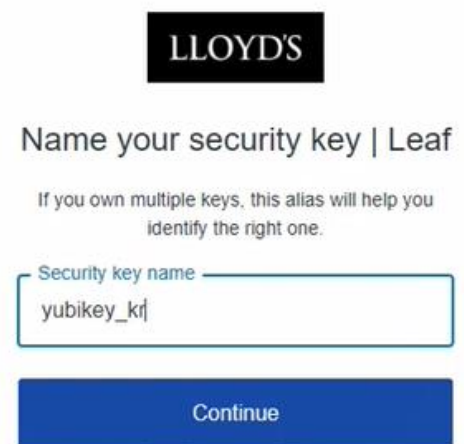 LLOYD'S
Name your security key | Leaf
If you own multiple keys, this alias will help you
identify the right one.
Security key name
yubikey_kr
Continue